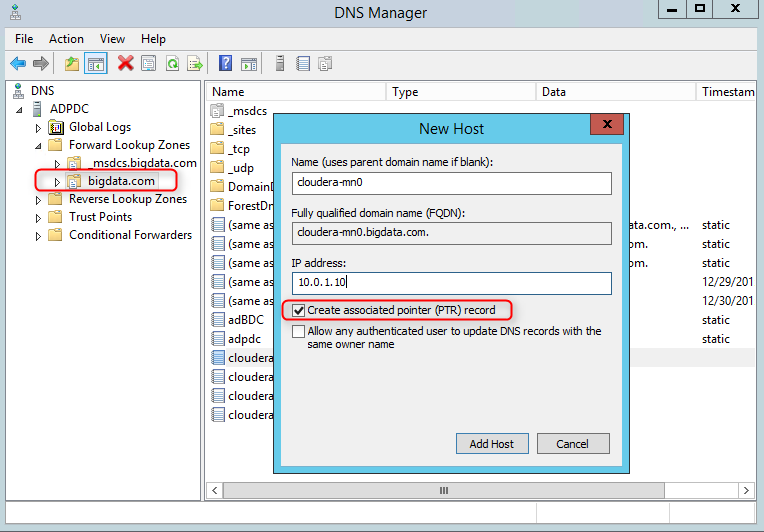 DNS Manager
File Action View Help
DNS
ADPDC
Global Logs
Forward Lookup Zones
_msdcs.bigdata.com
bigdata.com
Reverse Lookup Zones
Trust Points
Conditional Forwarders
Name Type Data Timestam
_msdcs
_sites
_tcp
_udp
DomainD
ForestDn
(same as ata.com., ... static
(same as om. static
(same as om. static
(same as 12/29/201
(same as 12/30/201
adBDC static
adpdc static
cloudera
cloudera
cloudera
cloudera
New Host
Name (uses parent domain name if blank):
cloudera-mn0
Fully qualified domain name (FQDN):
cloudera-mn0.bigdata.com.
IP address:
10.0.1.10
Create associated pointer (PTR) record
Allow any authenticated user to update DNS records with the
same owner name
Add Host Cancel